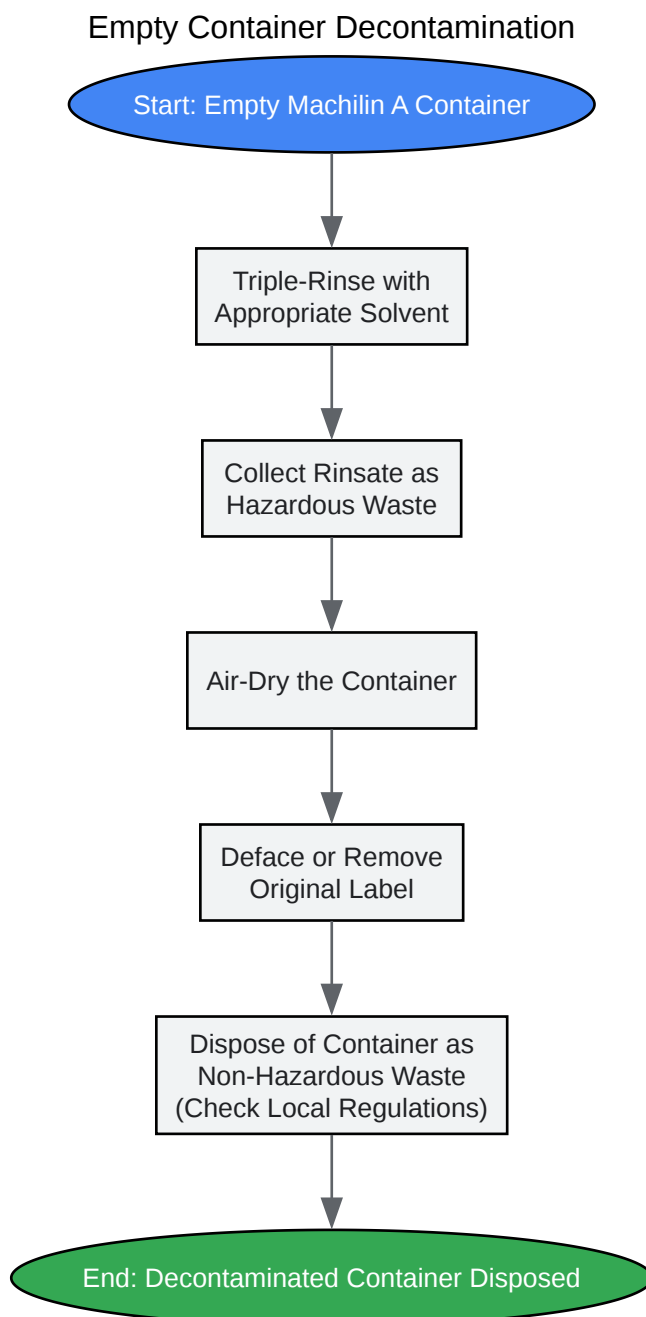 Empty Container Decontamination
Start: Empty Machilin A Container
Triple-Rinse with
Appropriate Solvent
Collect Rinsate as
Hazardous Waste
Air-Dry the Container
Deface or Remove
Original Label
Dispose of Container as
Non-Hazardous Waste
(Check Local Regulations)
End: Decontaminated Container Disposed